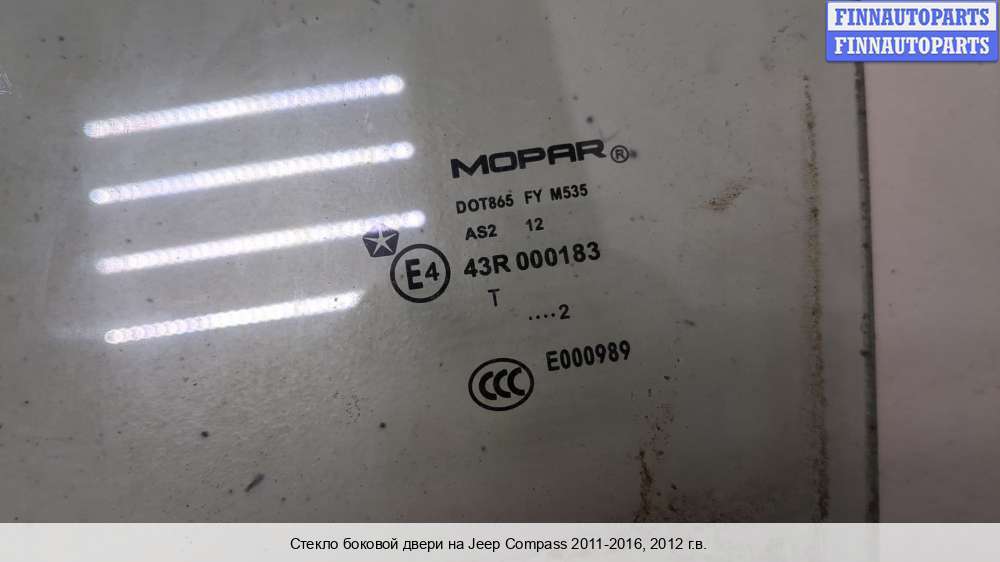 FINNAUTOPARTS
FINNAUTOPARTS
MOPAR®
DOT865 FY M535
AS2 12
E4 43R 000183
T
....2
CCC E000989
Стекло боковой двери на Jeep Compass 2011-2016, 2012 г.в.